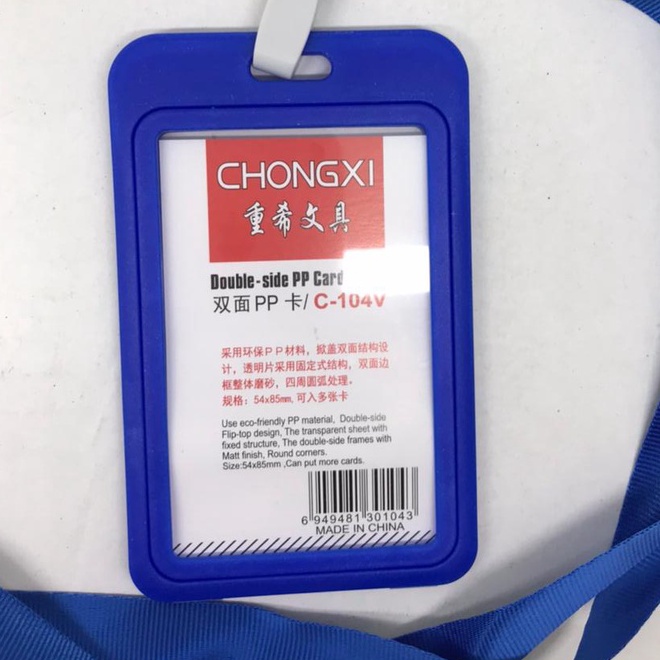 CHONGXI
重希文具
Double-side PP Card
双面PP 卡/ C-104V
采用环保PP材料，掀盖双面结构设
计，透明片采用固定式结构，双面边
框整体磨砂，四周圆弧处理。
规格：54x85mm，可入多张卡
Use eco-friendly PP material, Double-side
Flip-top design, The transparent sheet with
fixed structure, The double-side frames with
Matt finish, Round corners.
Size:54x85mm ,Can put more cards.
6 949481 301043
MADE IN CHINA